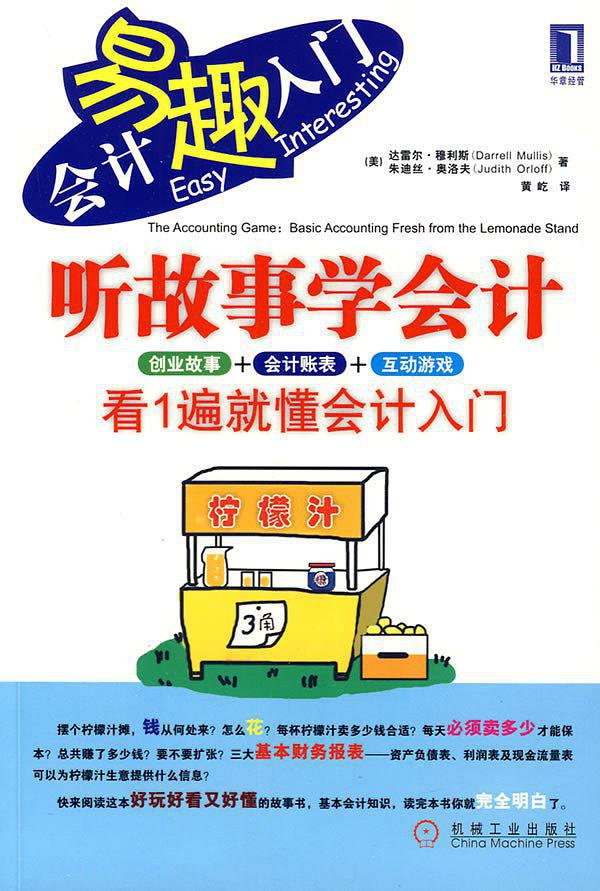 会计易趣入门
Easy Interesting
HZ Books
华章经管
(美) 达雷尔·穆利斯(Darrell Mullis) 著
朱迪丝·奥洛夫(Judith Orloff)
黄屹 译
The Accounting Game: Basic Accounting Fresh from the Lemonade Stand
听故事学会计
创业故事+会计账表+互动游戏
看1遍就懂会计入门
柠檬汁
柠檬
3角
摆个柠檬汁摊，钱从何处来？怎么花？每杯柠檬汁卖多少钱合适？每天必须卖多少才能保
本？总共赚了多少钱？要不要扩张？三大基本财务报表——资产负债表、利润表及现金流量表
可以为柠檬汁生意提供什么信息？
快来阅读这本好玩好看又好懂的故事书，基本会计知识，读完本书你就完全明白了。
机械工业出版社
China Machine Press